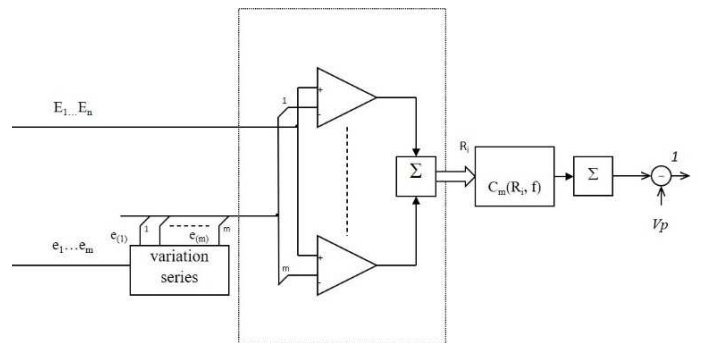 E1...En
1
+
-
Σ
Ri
Cm(Ri, f)
Σ
-
1
Vp
e(1)
1
e(m)
m
e1...em
variation
series
+
m
-